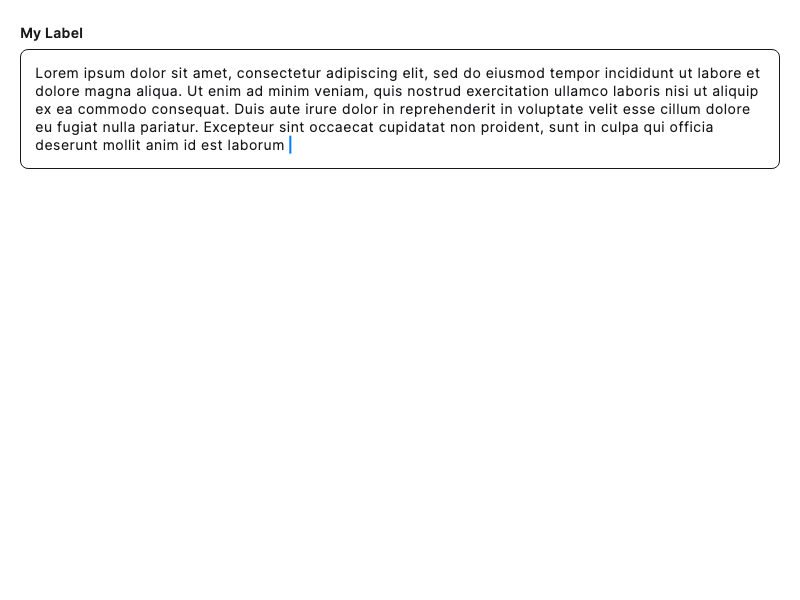 My Label
Lorem ipsum dolor sit amet, consectetur adipiscing elit, sed do eiusmod tempor incididunt ut labore et
dolore magna aliqua. Ut enim ad minim veniam, quis nostrud exercitation ullamco laboris nisi ut aliquip
ex ea commodo consequat. Duis aute irure dolor in reprehenderit in voluptate velit esse cillum dolore
eu fugiat nulla pariatur. Excepteur sint occaecat cupidatat non proident, sunt in culpa qui officia
deserunt mollit anim id est laborum